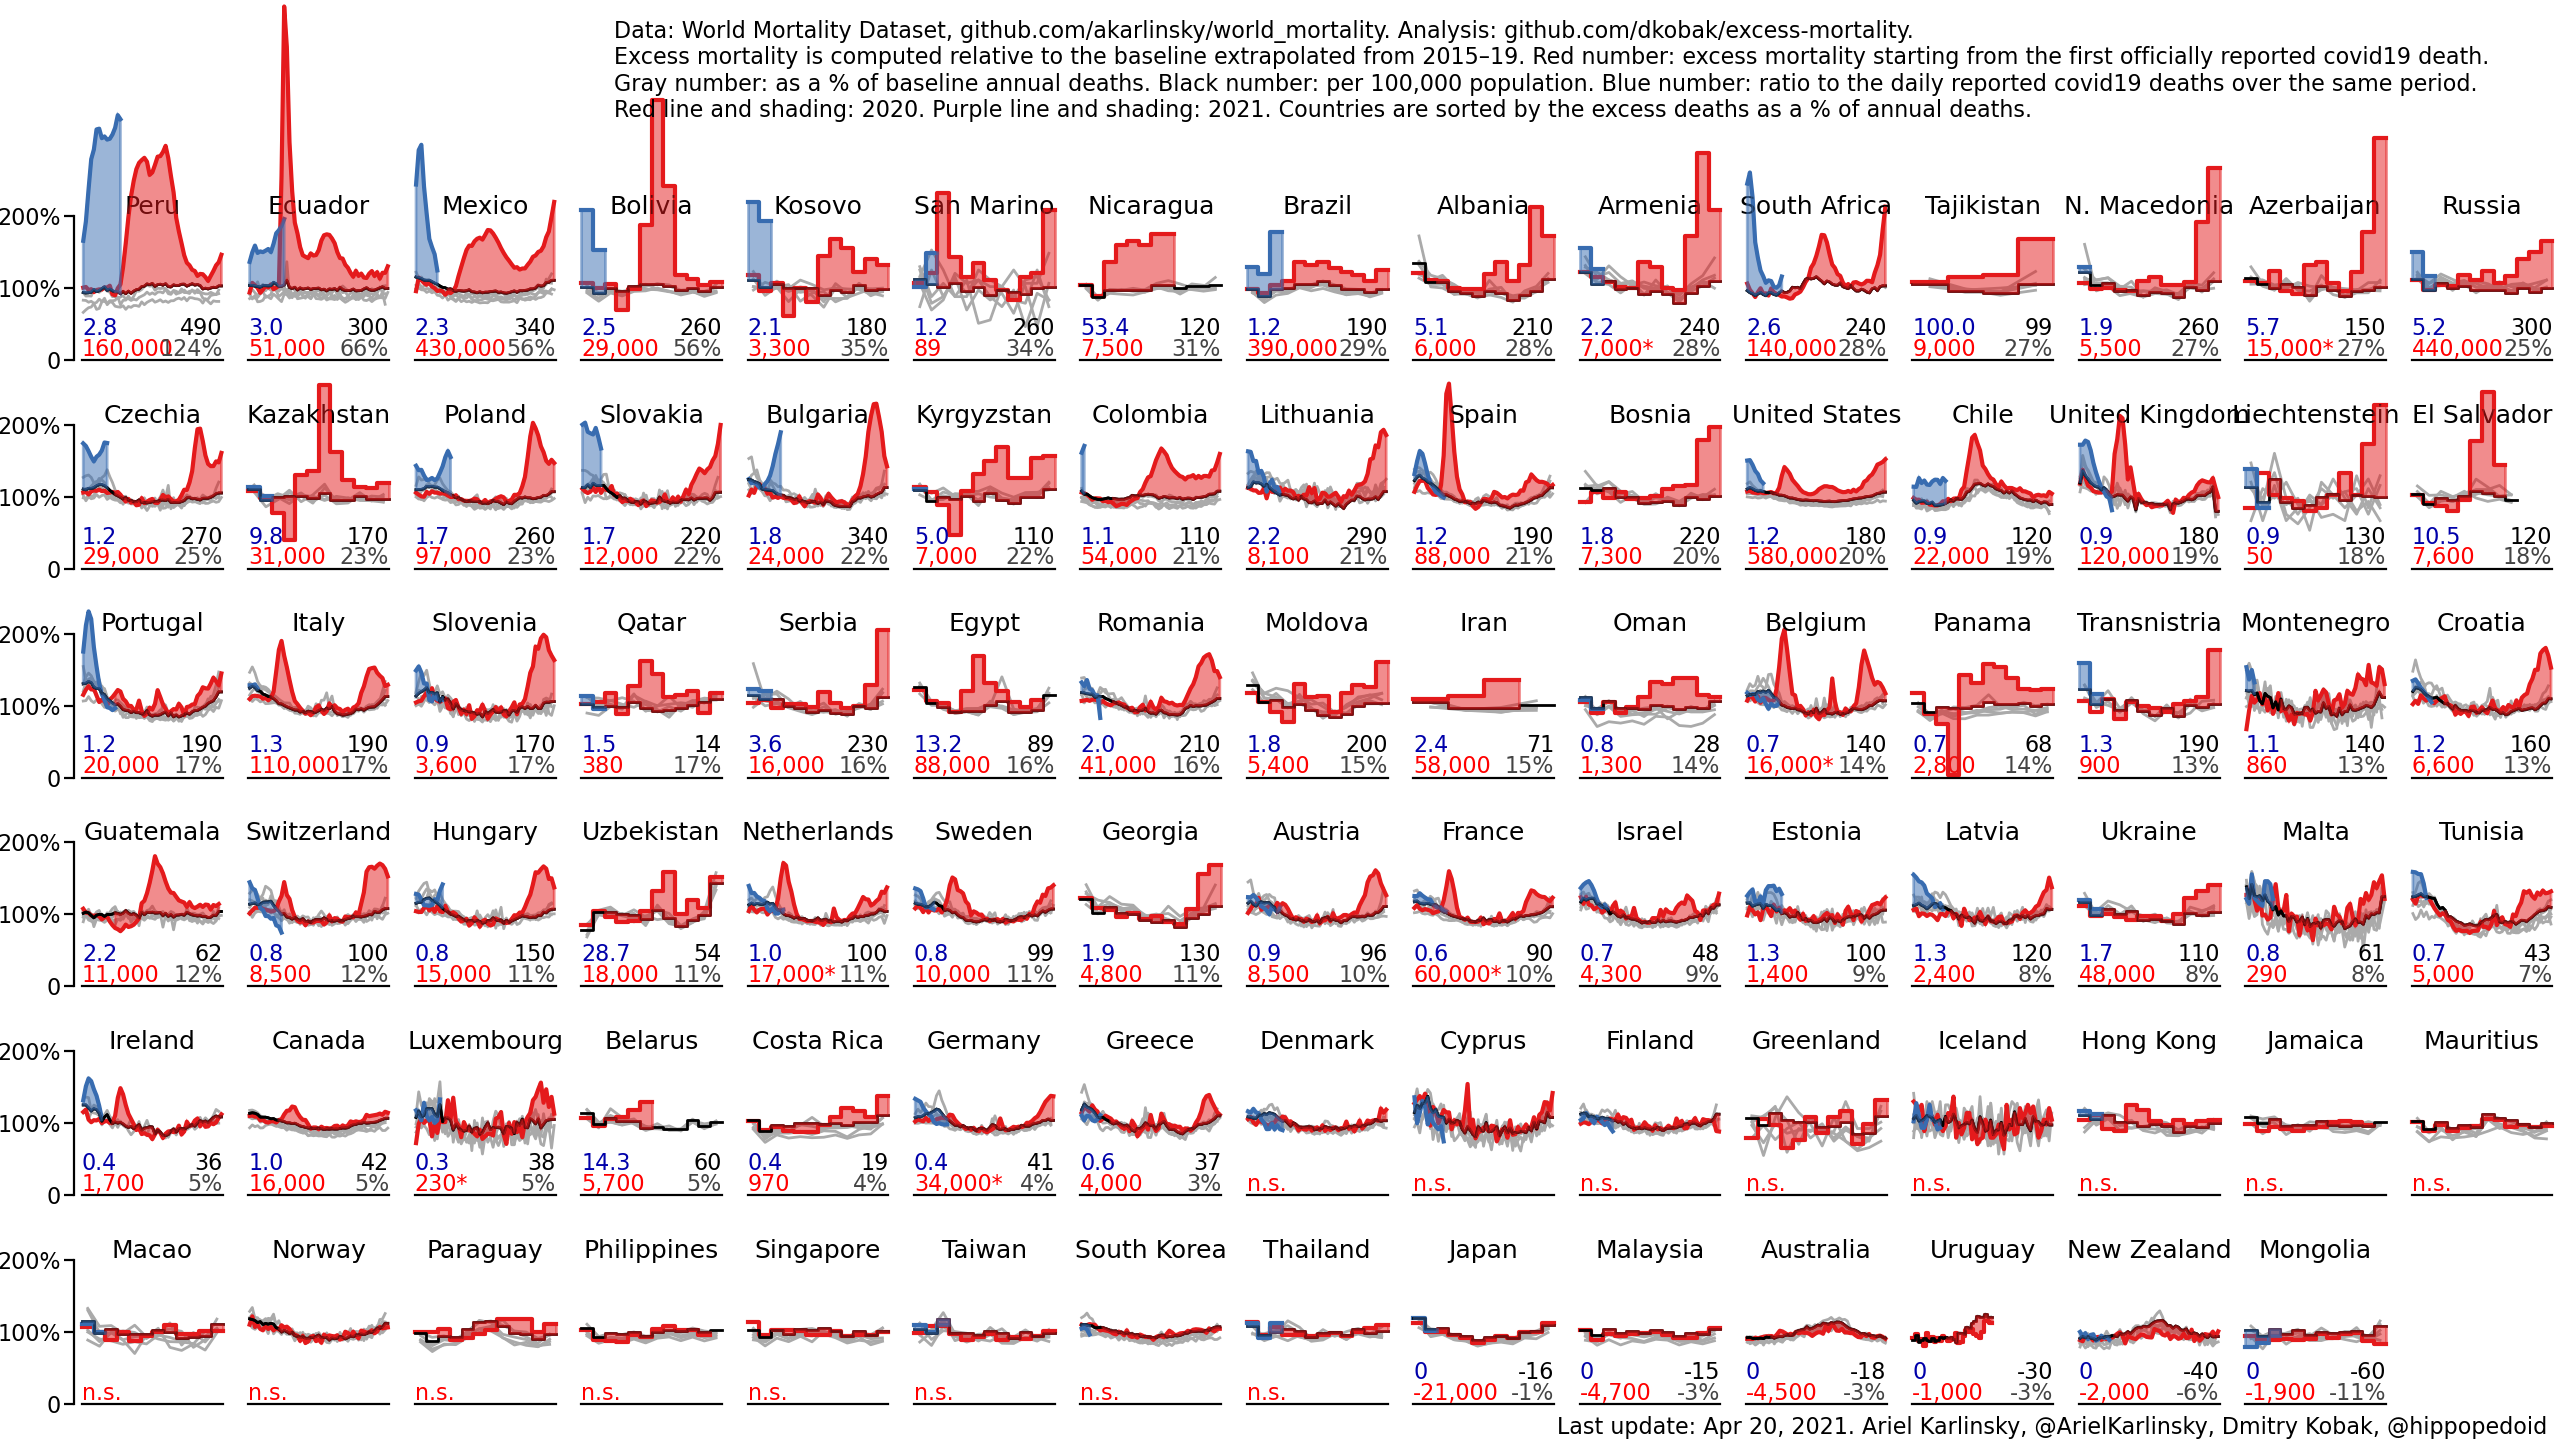 Data: World Mortality Dataset, github.com/akarlinsky/world_mortality. Analysis: github.com/dkobak/excess-mortality.
Excess mortality is computed relative to the baseline extrapolated from 2015–19. Red number: excess mortality starting from the first officially reported covid19 death.
Gray number: as a % of baseline annual deaths. Black number: per 100,000 population. Blue number: ratio to the daily reported covid19 deaths over the same period.
Red line and shading: 2020. Purple line and shading: 2021. Countries are sorted by the excess deaths as a % of annual deaths.
Peru Ecuador Mexico Bolivia Kosovo San Marino Nicaragua Brazil Albania Armenia South Africa Tajikistan N. Macedonia Azerbaijan Russia
200%
100%
2.8 490 3.0 300 2.3 340 2.5 260 2.1 180 1.2 260 53.4 120 1.2 190 5.1 210 2.2 240 2.6 240 100.0 99 1.9 260 5.7 150 5.2 300
160,000 124% 51,000 66% 430,000 56% 29,000 56% 3,300 35% 89 34% 7,500 31% 390,000 29% 6,000 28% 7,000* 28% 140,000 28% 9,000 27% 5,500 27% 15,000* 27% 440,000 25%
0
Czechia Kazakhstan Poland Slovakia Bulgaria Kyrgyzstan Colombia Lithuania Spain Bosnia United States Chile United Kingdom Liechtenstein El Salvador
200%
100%
1.2 270 9.8 170 1.7 260 1.7 220 1.8 340 5.0 110 1.1 110 2.2 290 1.2 190 1.8 220 1.2 180 0.9 120 0.9 180 0.9 130 10.5 120
29,000 25% 31,000 23% 97,000 23% 12,000 22% 24,000 22% 7,000 22% 54,000 21% 8,100 21% 88,000 21% 7,300 20% 580,000 20% 22,000 19% 120,000 19% 50 18% 7,600 18%
0
Portugal Italy Slovenia Qatar Serbia Egypt Romania Moldova Iran Oman Belgium Panama Transnistria Montenegro Croatia
200%
100%
1.2 190 1.3 190 0.9 170 1.5 14 3.6 230 13.2 89 2.0 210 1.8 200 2.4 71 0.8 28 0.7 140 0.7 68 1.3 190 1.1 140 1.2 160
20,000 17% 110,000 17% 3,600 17% 380 17% 16,000 16% 88,000 16% 41,000 16% 5,400 15% 58,000 15% 1,300 14% 16,000* 14% 2,800 14% 900 13% 860 13% 6,600 13%
0
Guatemala Switzerland Hungary Uzbekistan Netherlands Sweden Georgia Austria France Israel Estonia Latvia Ukraine Malta Tunisia
200%
100%
2.2 62 0.8 100 0.8 150 28.7 54 1.0 100 0.8 99 1.9 130 0.9 96 0.6 90 0.7 48 1.3 100 1.3 120 1.7 110 0.8 61 0.7 43
11,000 12% 8,500 12% 15,000 11% 18,000 11% 17,000* 11% 10,000 11% 4,800 11% 8,500 10% 60,000* 10% 4,300 9% 1,400 9% 2,400 8% 48,000 8% 290 8% 5,000 7%
0
Ireland Canada Luxembourg Belarus Costa Rica Germany Greece Denmark Cyprus Finland Greenland Iceland Hong Kong Jamaica Mauritius
200%
100%
0.4 36 1.0 42 0.3 38 14.3 60 0.4 19 0.4 41 0.6 37
1,700 5% 16,000 5% 230* 5% 5,700 5% 970 4% 34,000* 4% 4,000 3% n.s. n.s. n.s. n.s. n.s. n.s. n.s. n.s.
0
Macao Norway Paraguay Philippines Singapore Taiwan South Korea Thailand Japan Malaysia Australia Uruguay New Zealand Mongolia
200%
100%
0 -16 0 -15 0 -18 0 -30 0 -40 0 -60
n.s. n.s. n.s. n.s. n.s. n.s. n.s. n.s. -21,000 -1% -4,700 -3% -4,500 -3% -1,000 -3% -2,000 -6% -1,900 -11%
0
Last update: Apr 20, 2021. Ariel Karlinsky, @ArielKarlinsky, Dmitry Kobak, @hippopedoid